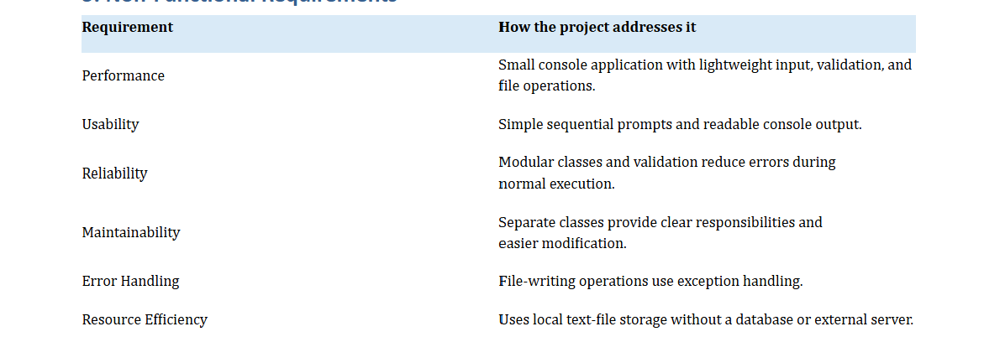 5. Non-Functional Requirements
Requirement How the project addresses it
Performance Small console application with lightweight input, validation, and
file operations.
Usability Simple sequential prompts and readable console output.
Reliability Modular classes and validation reduce errors during
normal execution.
Maintainability Separate classes provide clear responsibilities and
easier modification.
Error Handling File-writing operations use exception handling.
Resource Efficiency Uses local text-file storage without a database or external server.